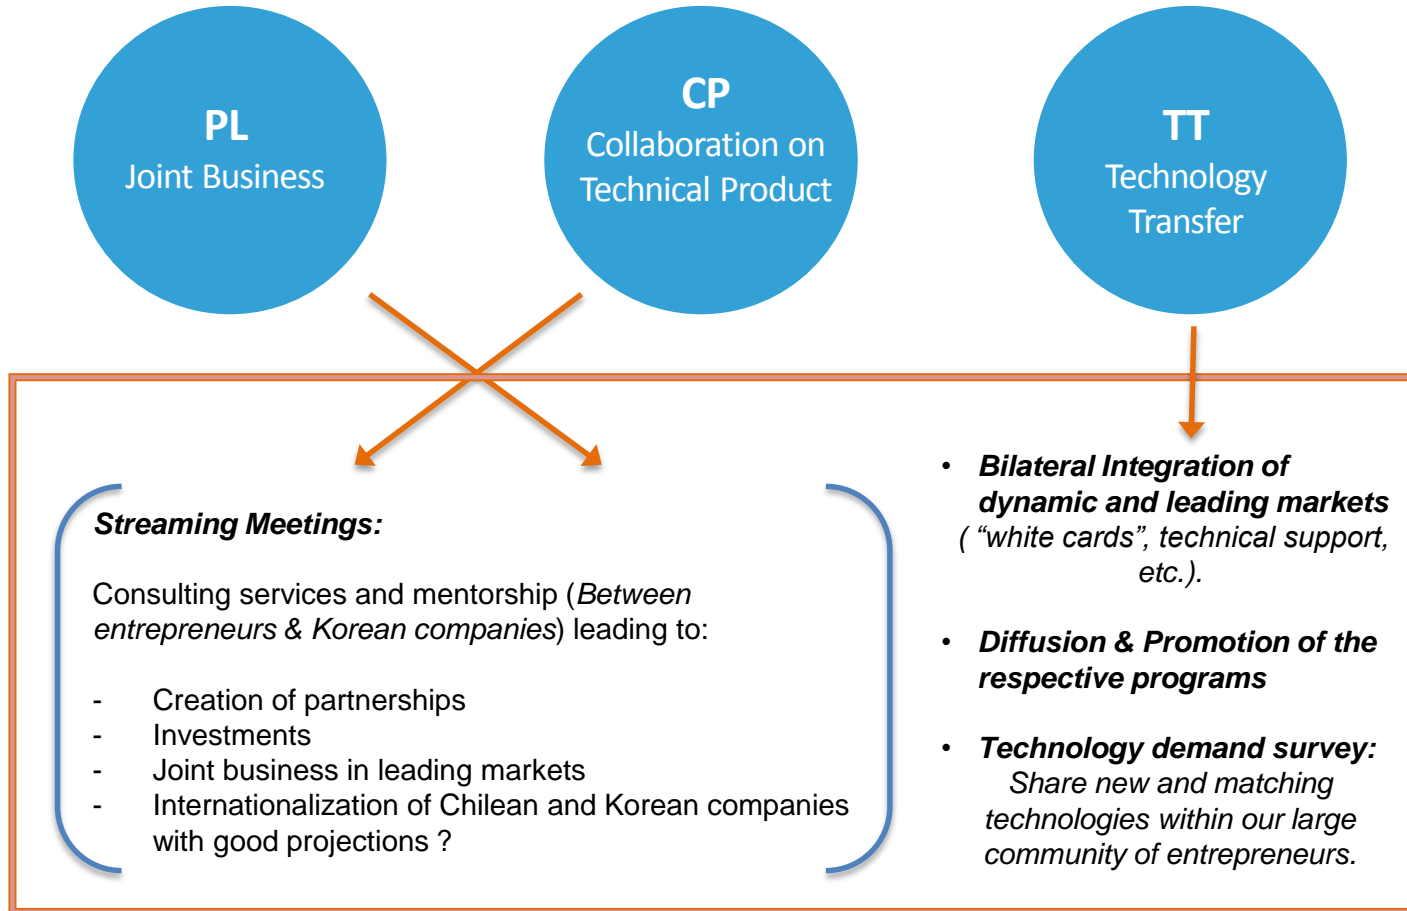 PL
Joint Business
CP
Collaboration on
Technical Product
TT
Technology
Transfer
Streaming Meetings:
Consulting services and mentorship (Between
entrepreneurs & Korean companies) leading to:
- Creation of partnerships
- Investments
- Joint business in leading markets
- Internationalization of Chilean and Korean companies
with good projections ?
• Bilateral Integration of
dynamic and leading markets
( “white cards”, technical support,
etc.).
• Diffusion & Promotion of the
respective programs
• Technology demand survey:
Share new and matching
technologies within our large
community of entrepreneurs.